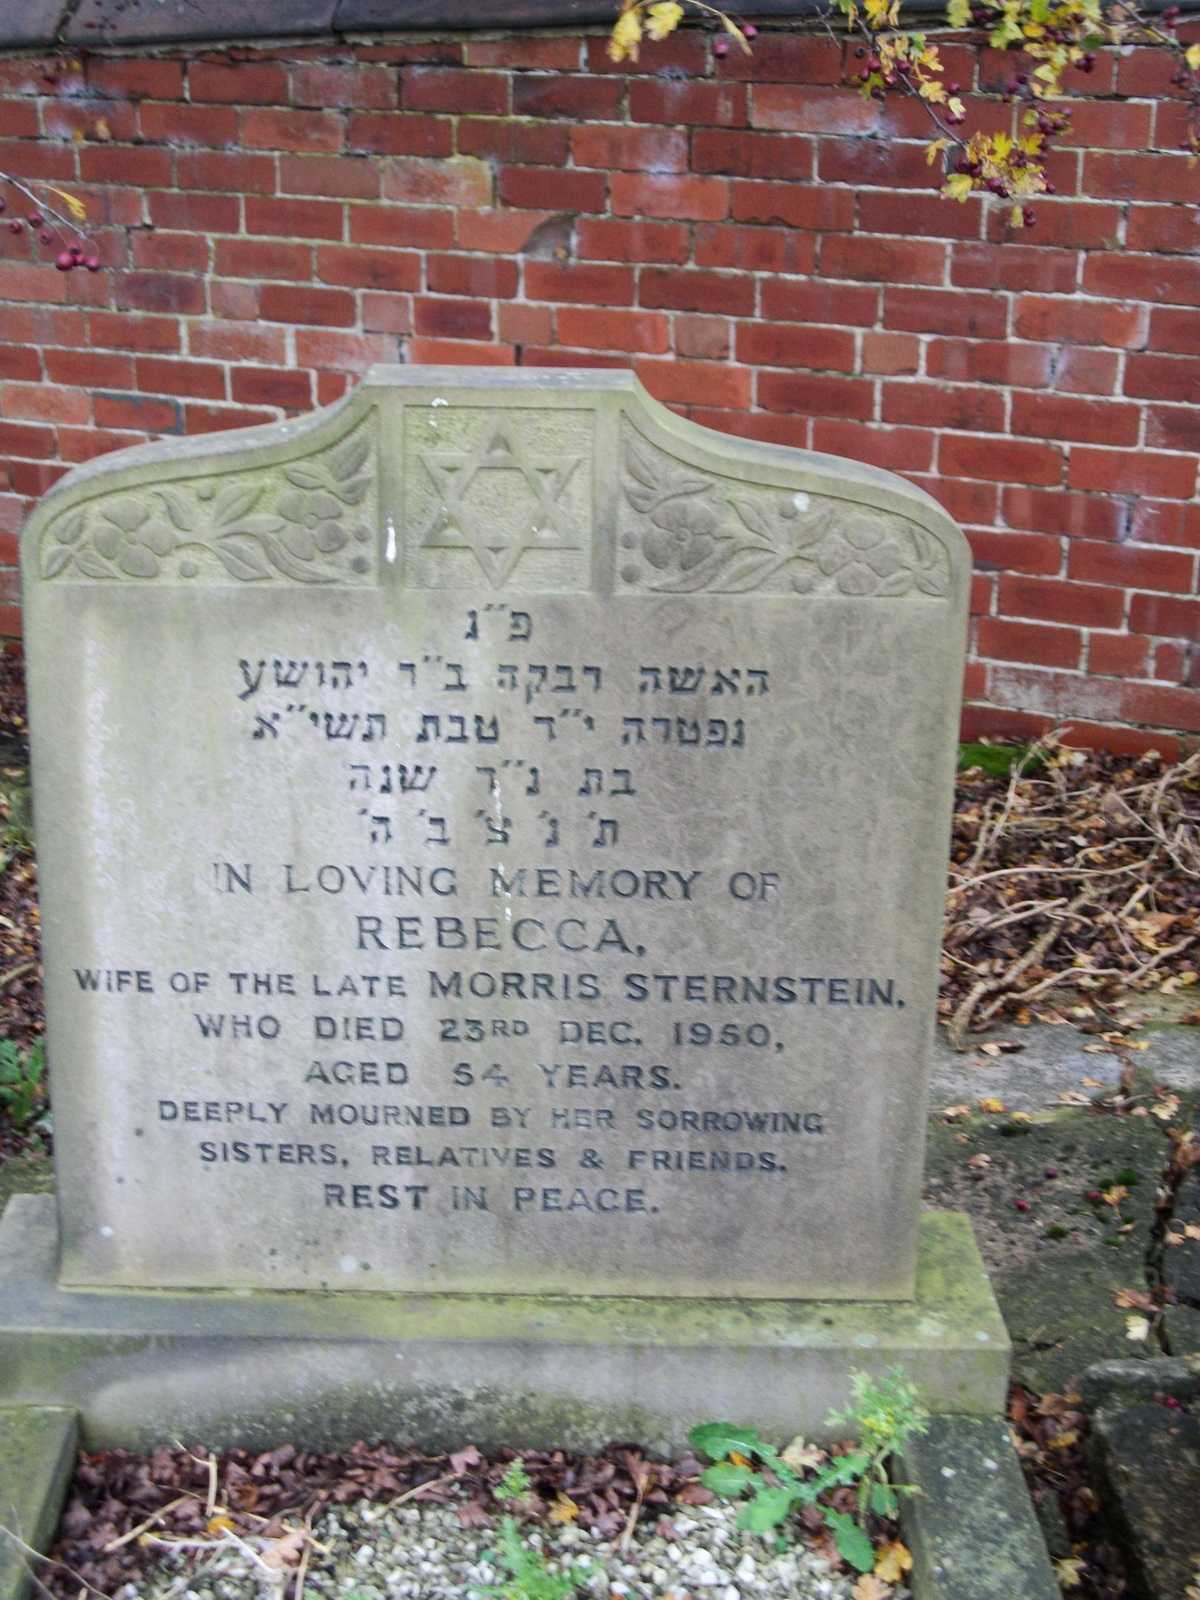 פ״נ
האשה רבקה ב״ר יהושע
נפטרה י״ד טבת תשי״א
בת נ״ד שנה
ת׳ נ׳ צ׳ ב׳ ה׳
IN LOVING MEMORY OF
REBECCA,
WIFE OF THE LATE MORRIS STERNSTEIN,
WHO DIED 23RD DEC. 1950,
AGED 54 YEARS.
DEEPLY MOURNED BY HER SORROWING
SISTERS, RELATIVES & FRIENDS.
REST IN PEACE.